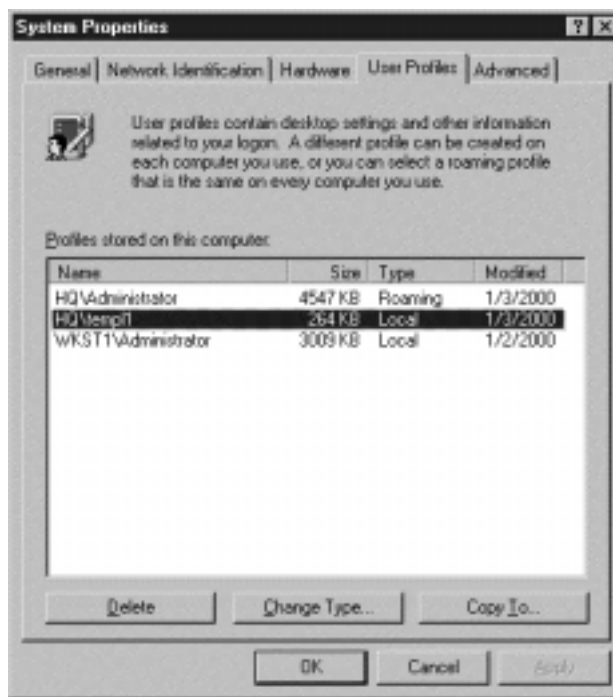 System Properties
? X
General Network Identification Hardware User Profiles Advanced
User profiles contain desktop settings and other information
related to your logon. A different profile can be created on
each computer you use, or you can select a roaming profile
that is the same on every computer you use.
Profiles stored on this computer:
Name Size Type Modified
HQ\Administrator 4547 KB Roaming 1/3/2000
HQ\templ1 264 KB Local 1/3/2000
WKST1\Administrator 3009 KB Local 1/2/2000
Delete Change Type... Copy To...
OK Cancel Apply